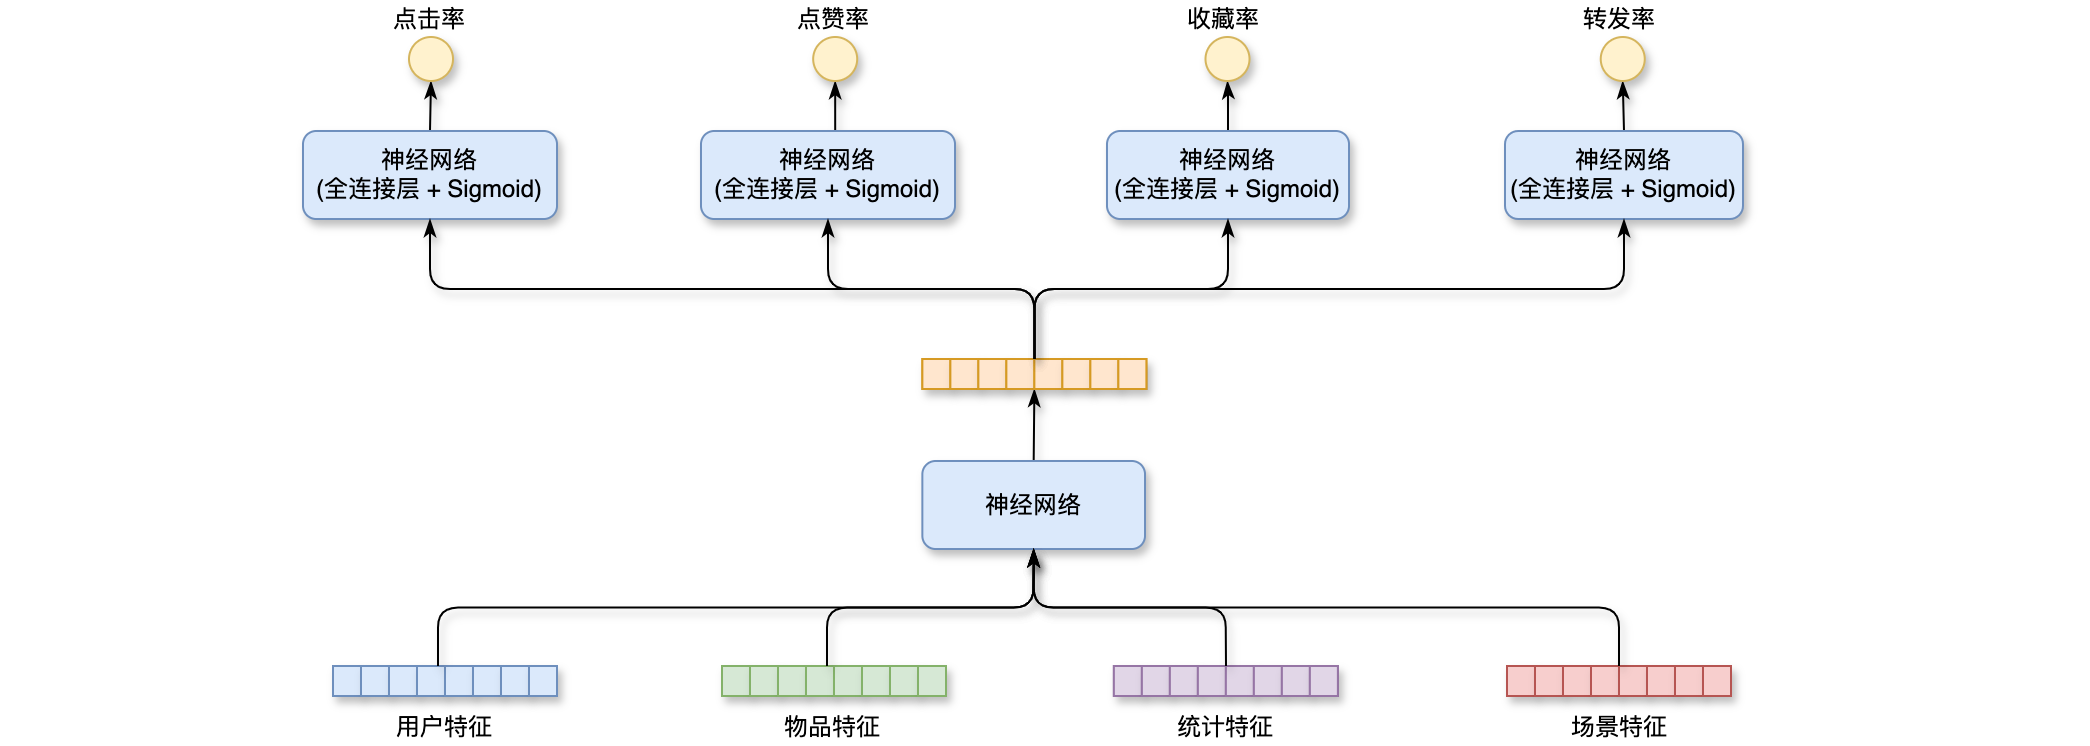 点击率
点赞率
收藏率
转发率
神经网络
(全连接层 + Sigmoid)
神经网络
(全连接层 + Sigmoid)
神经网络
(全连接层 + Sigmoid)
神经网络
(全连接层 + Sigmoid)
神经网络
用户特征
物品特征
统计特征
场景特征